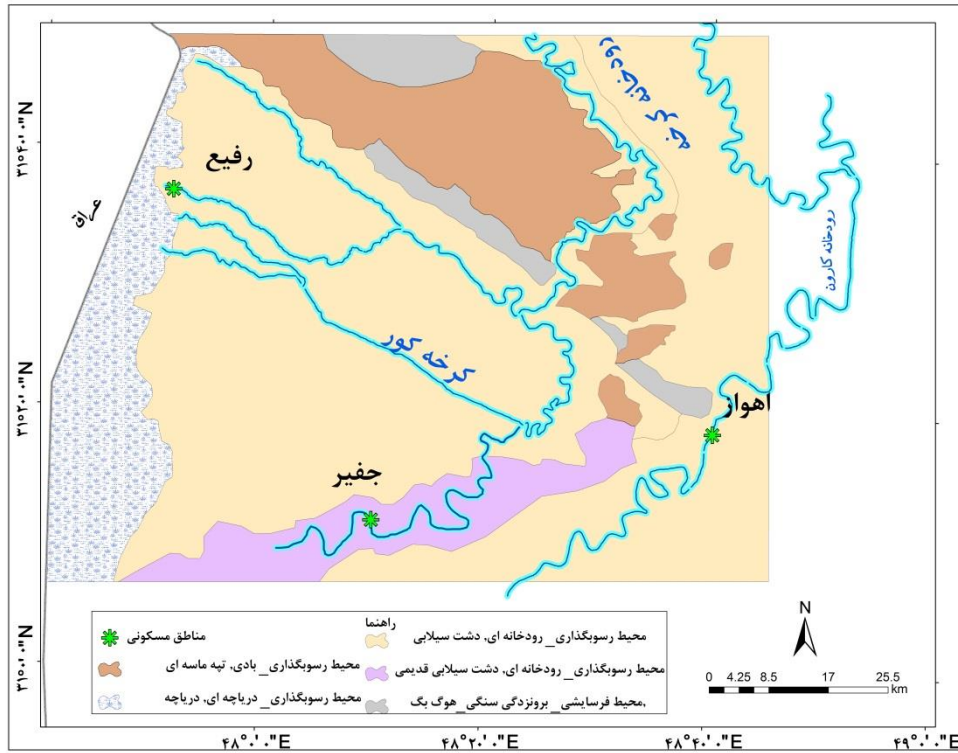 رودخانه کرخه
۳۱°۴۰'۰"N
رفیع
عراق
رودخانه کارون
کرخه کور
۳۱°۲۰'۰"N
اهواز
جفیر
راهنما
محیط رسوبگذاری_ رودخانه ای، دشت سیلابی
مناطق مسکونی
محیط رسوبگذاری_ رودخانه ای، دشت سیلابی قدیمی
محیط رسوبگذاری_ بادی، تپه ماسه ای
محیط فرسایشی_ برونزدگی سنگی_ هوگ بگ.
محیط رسوبگذاری_ دریاچه ای، دریاچه
N
0 4.25 8.5 17 25.5
km
۳۱°۰'۰"N
۴۸°۰'۰"E
۴۸°۲۰'۰"E
۴۸°۴۰'۰"E
۴۹°۰'۰"E